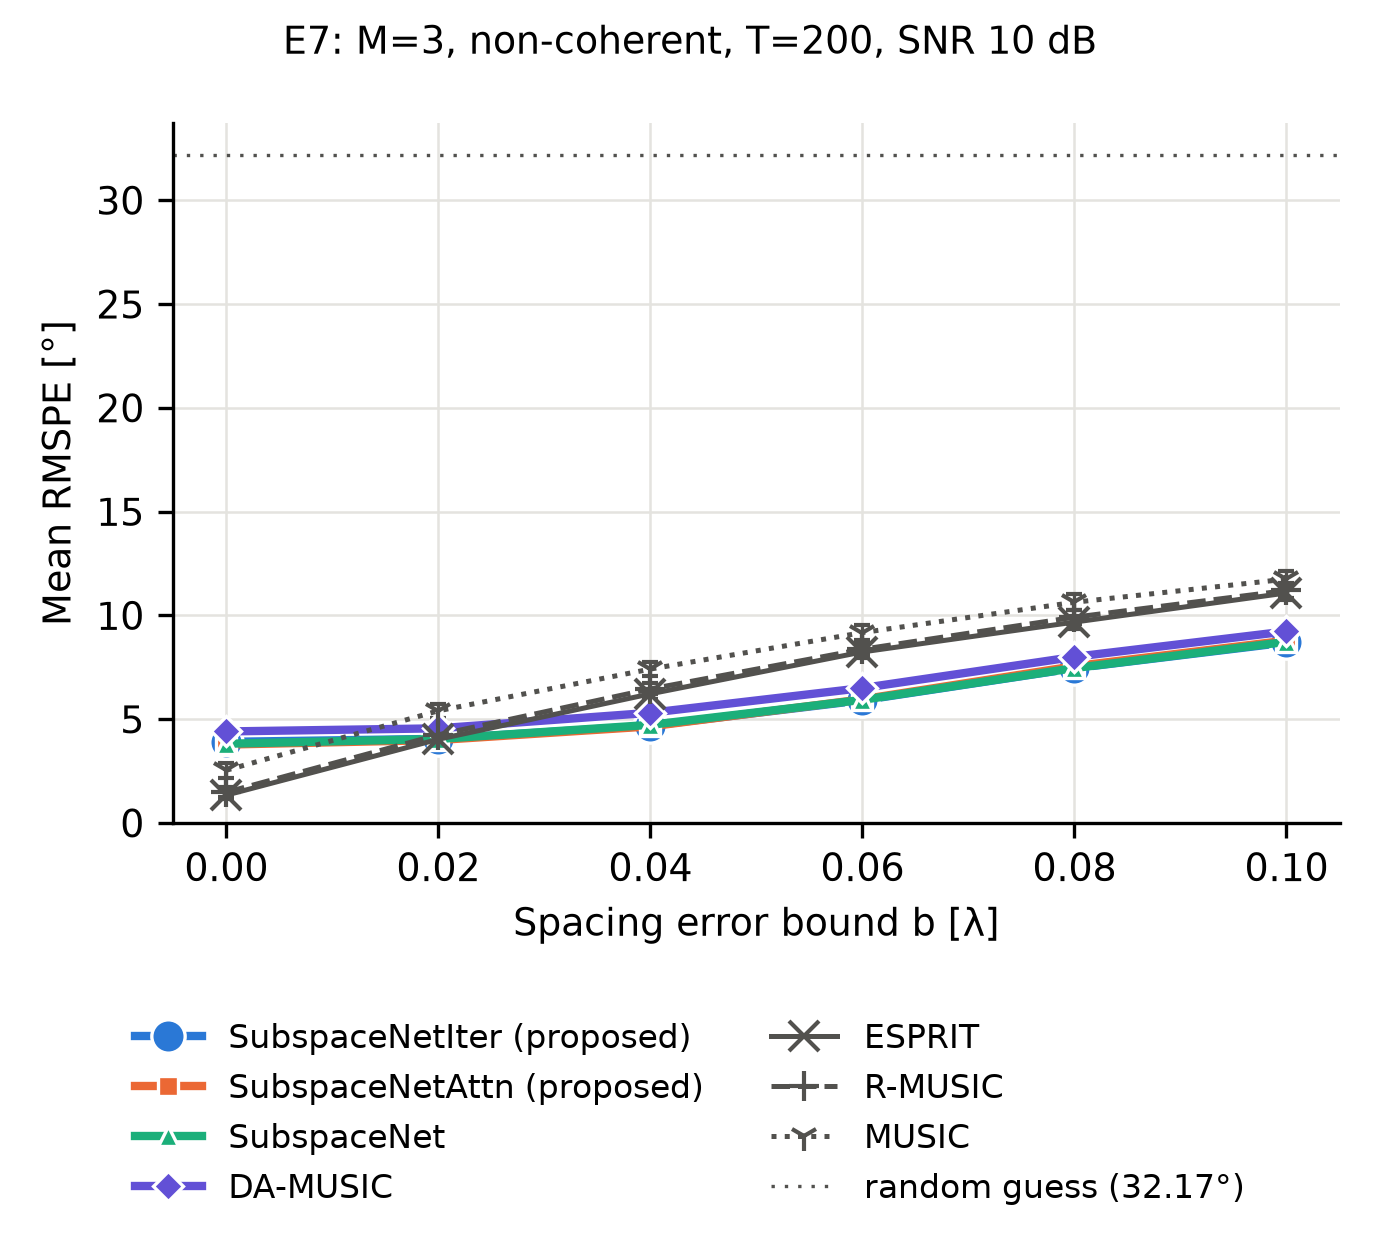 E7: M=3, non-coherent, T=200, SNR 10 dB
Mean RMSPE [°]
30
25
20
15
10
5
0
0.00 0.02 0.04 0.06 0.08 0.10
Spacing error bound b [λ]
SubspaceNetIter (proposed)
SubspaceNetAttn (proposed)
SubspaceNet
DA-MUSIC
ESPRIT
R-MUSIC
MUSIC
random guess (32.17°)